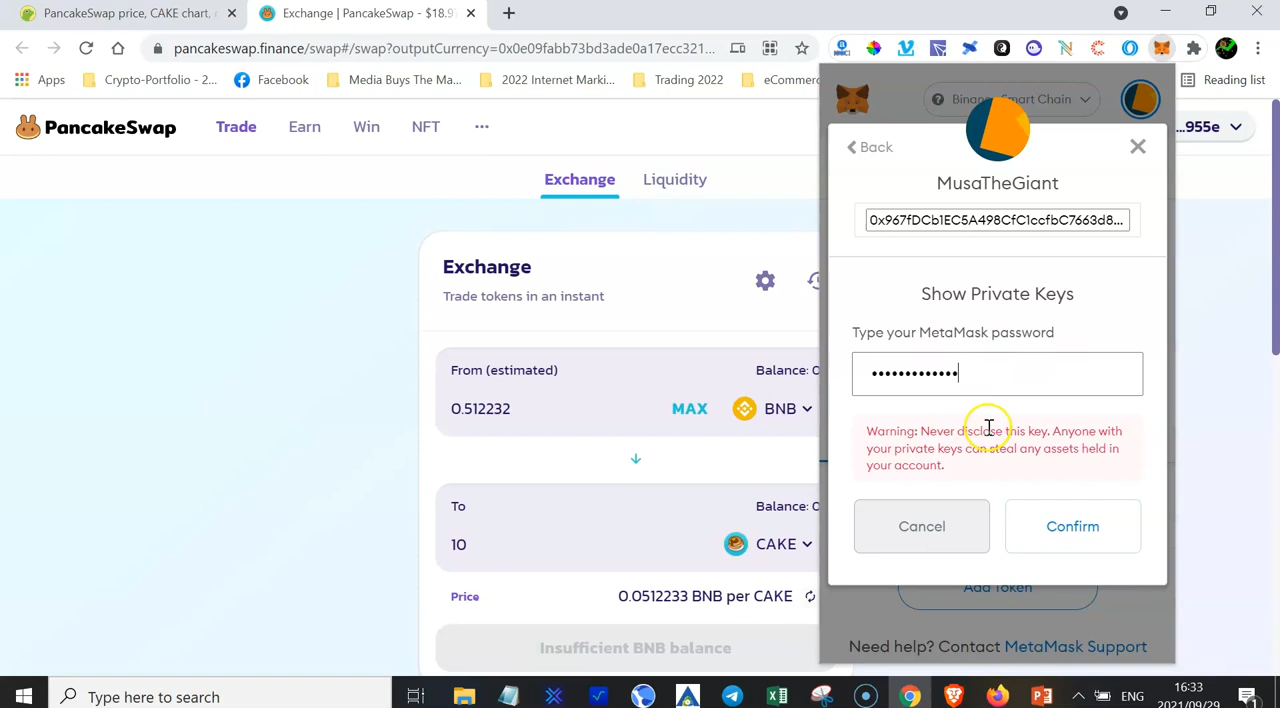 PancakeSwap price, CAKE chart,
Exchange | PancakeSwap - $18.9
pancakeswap.finance/swap#/swap?outputCurrency=0x0e09fabb73bd3ade0a17ecc321...
Apps
Crypto-Portfolio - 2...
Facebook
Media Buys The Ma...
2022 Internet Marki...
Trading 2022
eCommerc
Reading list
PancakeSwap
Trade
Earn
Win
NFT
...
Binance Smart Chain
...955e
Exchange
Liquidity
Back
MusaTheGiant
0x967fDCb1EC5A498CfC1ccfbC7663d8...
Exchange
Trade tokens in an instant
Show Private Keys
Type your MetaMask password
•••••••••••••
From (estimated)
Balance: 0
0.512232
MAX
BNB
Warning: Never disclose this key. Anyone with
your private keys can steal any assets held in
your account.
To
Balance: 0
10
CAKE
Cancel
Confirm
Price
0.0512233 BNB per CAKE
Add Token
Insufficient BNB balance
Need help? Contact MetaMask Support
Type here to search
ENG
16:33
2021/09/29
1